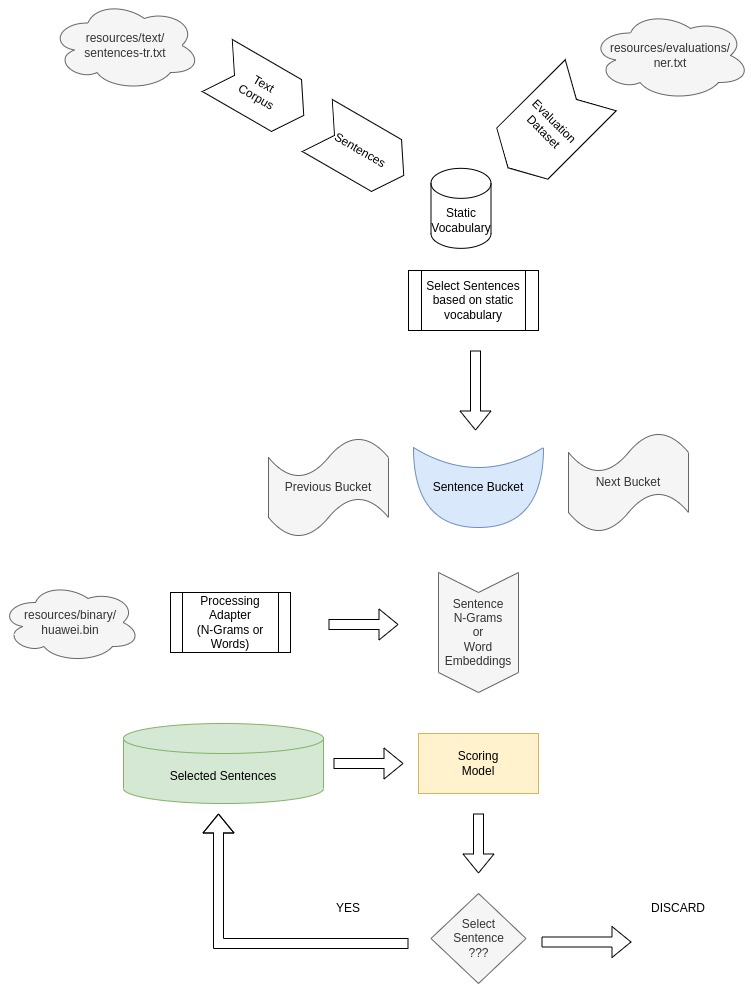 resources/text/
sentences-tr.txt
resources/evaluations/
ner.txt
Text
Corpus
Sentences
Evaluation
Dataset
Static
Vocabulary
Select Sentences
based on static
vocabulary
Previous Bucket
Sentence Bucket
Next Bucket
resources/binary/
huawei.bin
Processing
Adapter
(N-Grams or
Words)
Sentence
N-Grams
or
Word
Embeddings
Selected Sentences
Scoring
Model
YES
Select
Sentence
???
DISCARD